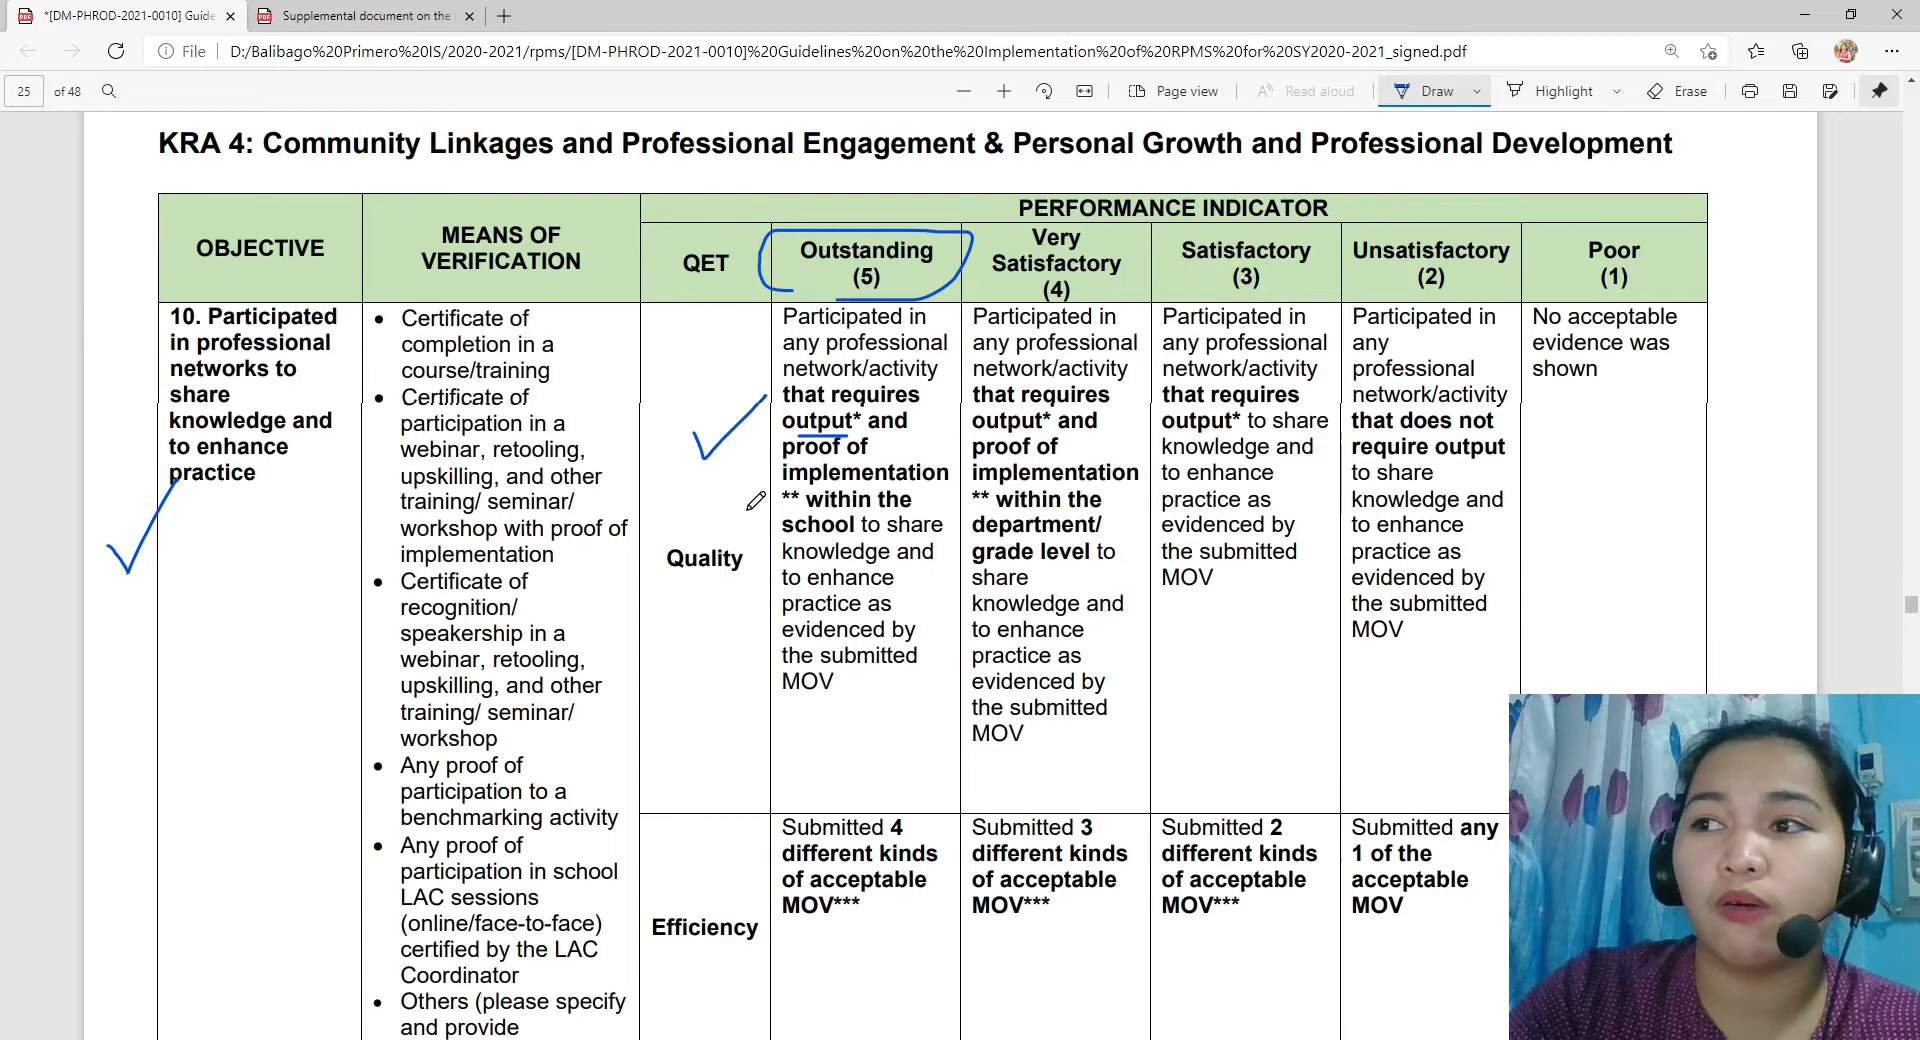 *[DM-PHROD-2021-0010] Guide
Supplemental document on the
File
D:/Balibago%20Primero%20IS/2020-2021/rpms/[DM-PHROD-2021-0010]%20Guidelines%20on%20the%20Implementation%20of%20RPMS%20for%20SY2020-2021_signed.pdf
25 of 48
Page view
Read aloud
Draw
Highlight
Erase
KRA 4: Community Linkages and Professional Engagement & Personal Growth and Professional Development
OBJECTIVE
MEANS OF
VERIFICATION
PERFORMANCE INDICATOR
QET
Outstanding
(5)
Very
Satisfactory
(4)
Satisfactory
(3)
Unsatisfactory
(2)
Poor
(1)
10. Participated
in professional
networks to
share
knowledge and
to enhance
practice
• Certificate of
completion in a
course/training
• Certificate of
participation in a
webinar, retooling,
upskilling, and other
training/ seminar/
workshop with proof of
implementation
• Certificate of
recognition/
speakership in a
webinar, retooling,
upskilling, and other
training/ seminar/
workshop
• Any proof of
participation to a
benchmarking activity
• Any proof of
participation in school
LAC sessions
(online/face-to-face)
certified by the LAC
Coordinator
• Others (please specify
and provide
Quality
Participated in
any professional
network/activity
that requires
output* and
proof of
implementation
** within the
school to share
knowledge and
to enhance
practice as
evidenced by
the submitted
MOV
Participated in
any professional
network/activity
that requires
output* and
proof of
implementation
** within the
department/
grade level to
share
knowledge and
to enhance
practice as
evidenced by
the submitted
MOV
Participated in
any professional
network/activity
that requires
output* to share
knowledge and
to enhance
practice as
evidenced by
the submitted
MOV
Participated in
any
professional
network/activity
that does not
require output
to share
knowledge and
to enhance
practice as
evidenced by
the submitted
MOV
No acceptable
evidence was
shown
Efficiency
Submitted 4
different kinds
of acceptable
MOV***
Submitted 3
different kinds
of acceptable
MOV***
Submitted 2
different kinds
of acceptable
MOV***
Submitted any
1 of the
acceptable
MOV